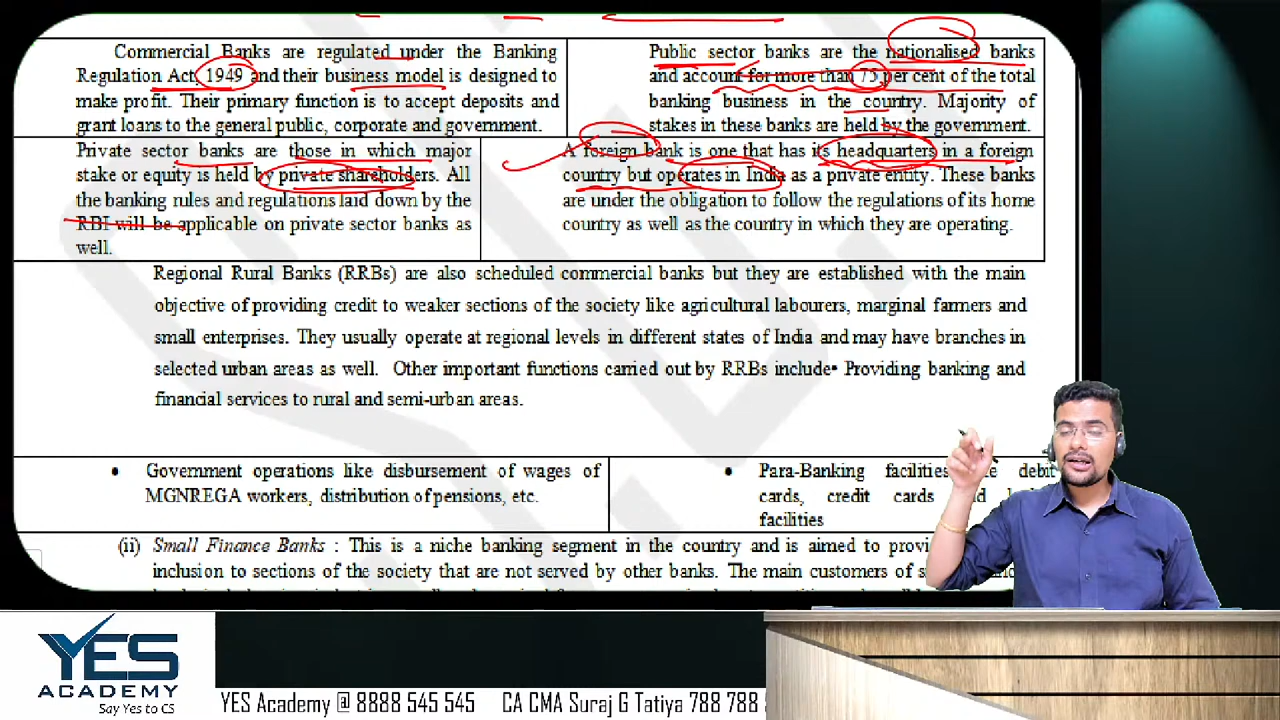 Commercial Banks are regulated under the Banking
Regulation Act, 1949 and their business model is designed to
make profit. Their primary function is to accept deposits and
grant loans to the general public, corporate and government.
Public sector banks are the nationalised banks
and account for more than 75 per cent of the total
banking business in the country. Majority of
stakes in these banks are held by the government.
Private sector banks are those in which major
stake or equity is held by private shareholders. All
the banking rules and regulations laid down by the
RBI will be applicable on private sector banks as
well.
A foreign bank is one that has its headquarters in a foreign
country but operates in India as a private entity. These banks
are under the obligation to follow the regulations of its home
country as well as the country in which they are operating.
Regional Rural Banks (RRBs) are also scheduled commercial banks but they are established with the main
objective of providing credit to weaker sections of the society like agricultural labourers, marginal farmers and
small enterprises. They usually operate at regional levels in different states of India and may have branches in
selected urban areas as well. Other important functions carried out by RRBs include• Providing banking and
financial services to rural and semi-urban areas.
• Government operations like disbursement of wages of
MGNREGA workers, distribution of pensions, etc.
• Para-Banking facilities debit
cards, credit cards
facilities
(ii) Small Finance Banks : This is a niche banking segment in the country and is aimed to
inclusion to sections of the society that are not served by other banks. The main customers of
YES
ACADEMY
Say Yes to CS
YES Academy @ 8888 545 545 CA CMA Suraj G Tatiya 788 788